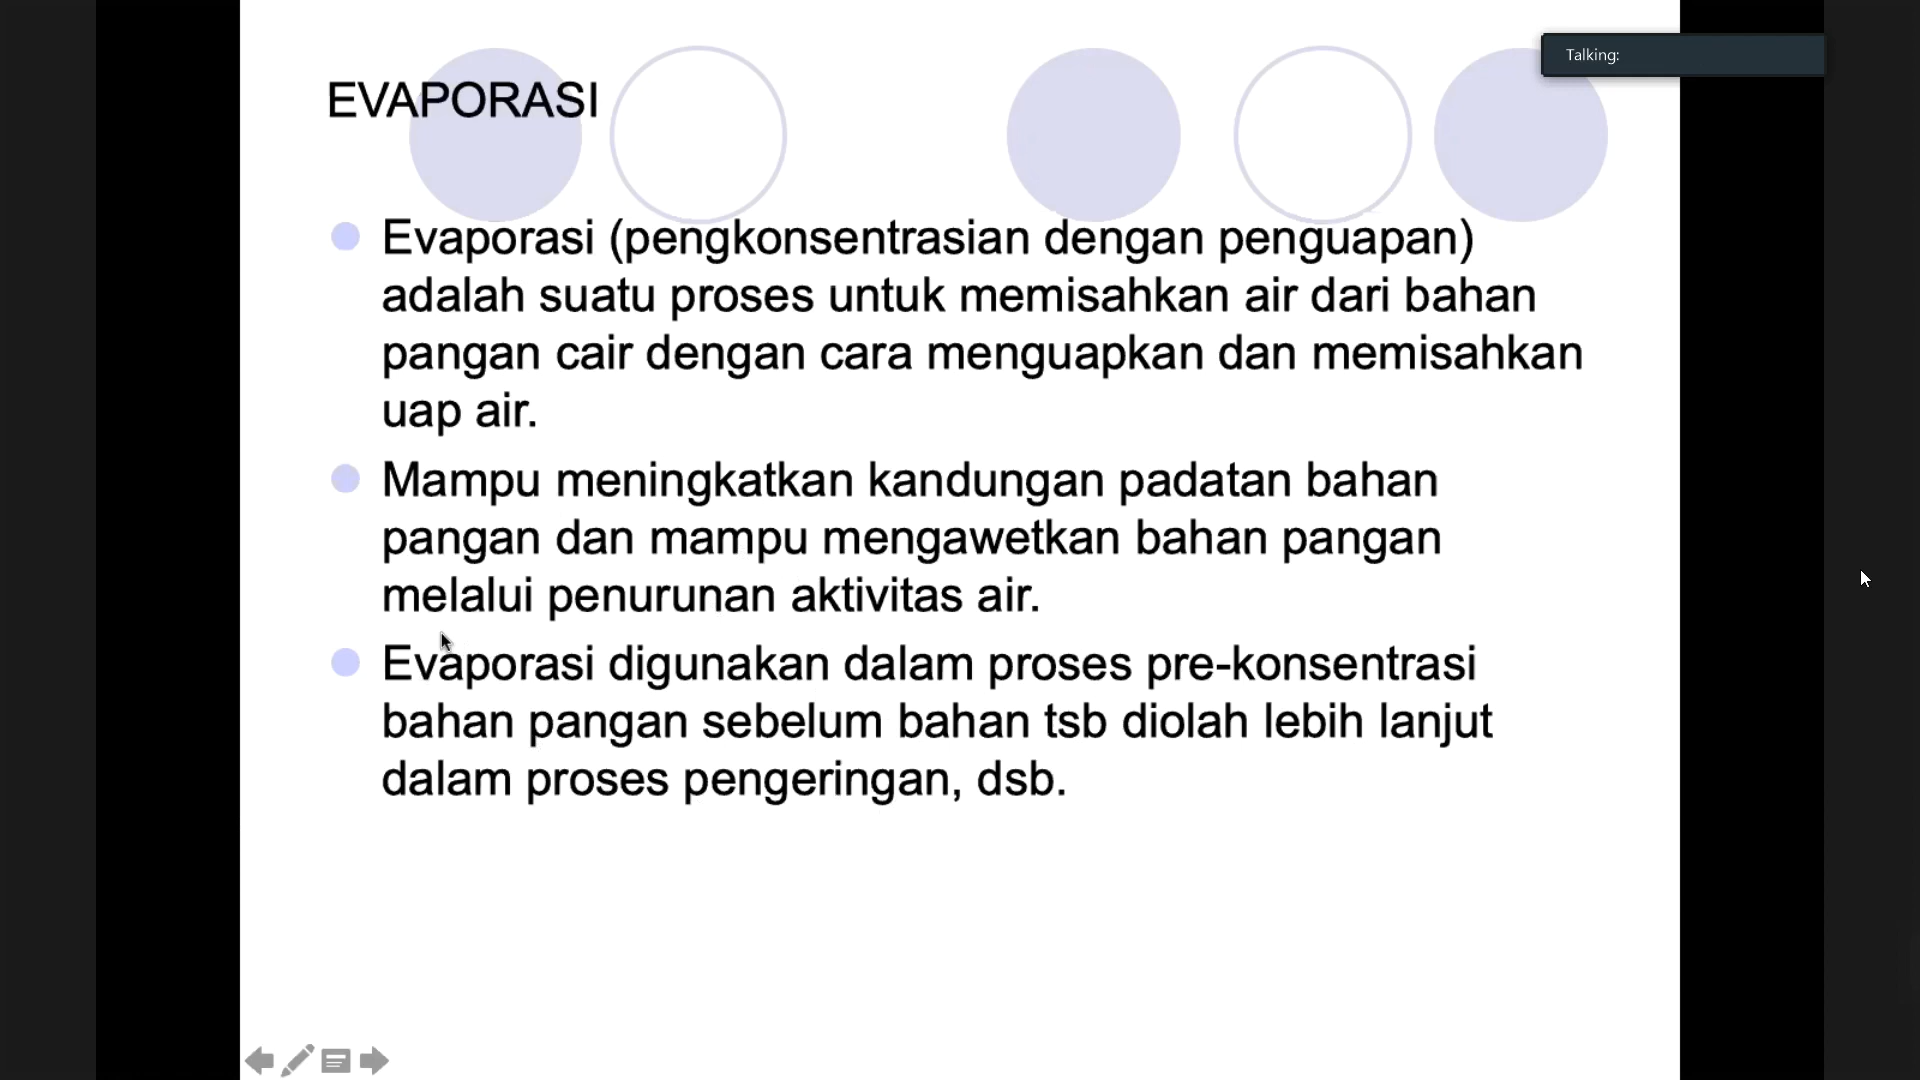 Talking:
EVAPORASI
Evaporasi (pengkonsentrasian dengan penguapan)
adalah suatu proses untuk memisahkan air dari bahan
pangan cair dengan cara menguapkan dan memisahkan
uap air.
Mampu meningkatkan kandungan padatan bahan
pangan dan mampu mengawetkan bahan pangan
melalui penurunan aktivitas air.
Evaporasi digunakan dalam proses pre-konsentrasi
bahan pangan sebelum bahan tsb diolah lebih lanjut
dalam proses pengeringan, dsb.